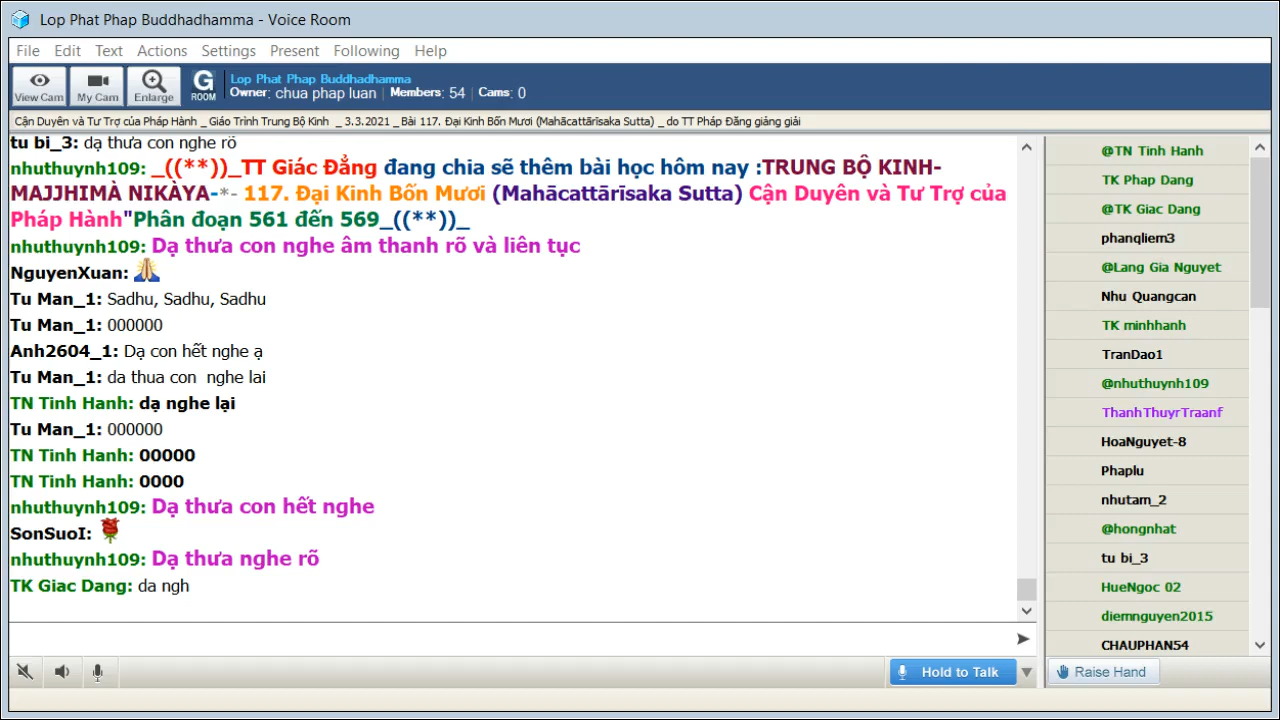 Lop Phat Phap Buddhadhamma - Voice Room
File Edit Text Actions Settings Present Following Help
View Cam My Cam Enlarge G ROOM
Lop Phat Phap Buddhadhamma
Owner: chua phap luan Members: 54 Cams: 0
Cận Duyên và Tư Trợ của Pháp Hành _ Giáo Trình Trung Bộ Kinh _ 3.3.2021 _ Bài 117. Đại Kinh Bốn Mươi (Mahācattārīsaka Sutta) _ do TT Pháp Đăng giảng giải
tu bi_3: dạ thưa con nghe rõ
nhuthuynh109: _((**))_TT Giác Đẳng đang chia sẽ thêm bài học hôm nay :TRUNG BỘ KINH-
MAJJHIMÀ NIKÀYA-*- 117. Đại Kinh Bốn Mươi (Mahācattārīsaka Sutta) Cận Duyên và Tư Trợ của
Pháp Hành"Phân đoạn 561 đến 569_((**))_
nhuthuynh109: Dạ thưa con nghe âm thanh rõ và liên tục
NguyenXuan:
Tu Man_1: Sadhu, Sadhu, Sadhu
Tu Man_1: 000000
Anh2604_1: Dạ con hết nghe ạ
Tu Man_1: da thua con nghe lai
TN Tinh Hanh: dạ nghe lại
Tu Man_1: 000000
TN Tinh Hanh: 00000
TN Tinh Hanh: 0000
nhuthuynh109: Dạ thưa con hết nghe
SonSuoI:
nhuthuynh109: Dạ thưa nghe rõ
TK Giac Dang: da ngh
@TN Tinh Hanh
TK Phap Dang
@TK Giac Dang
phanqliem3
@Lang Gia Nguyet
Nhu Quangcan
TK minhhanh
TranDao1
@nhuthuynh109
ThanhThuyrTraanf
HoaNguyet-8
Phaplu
nhutam_2
@hongnhat
tu bi_3
HueNgoc 02
diemnguyen2015
CHAUPHAN54
Hold to Talk
Raise Hand